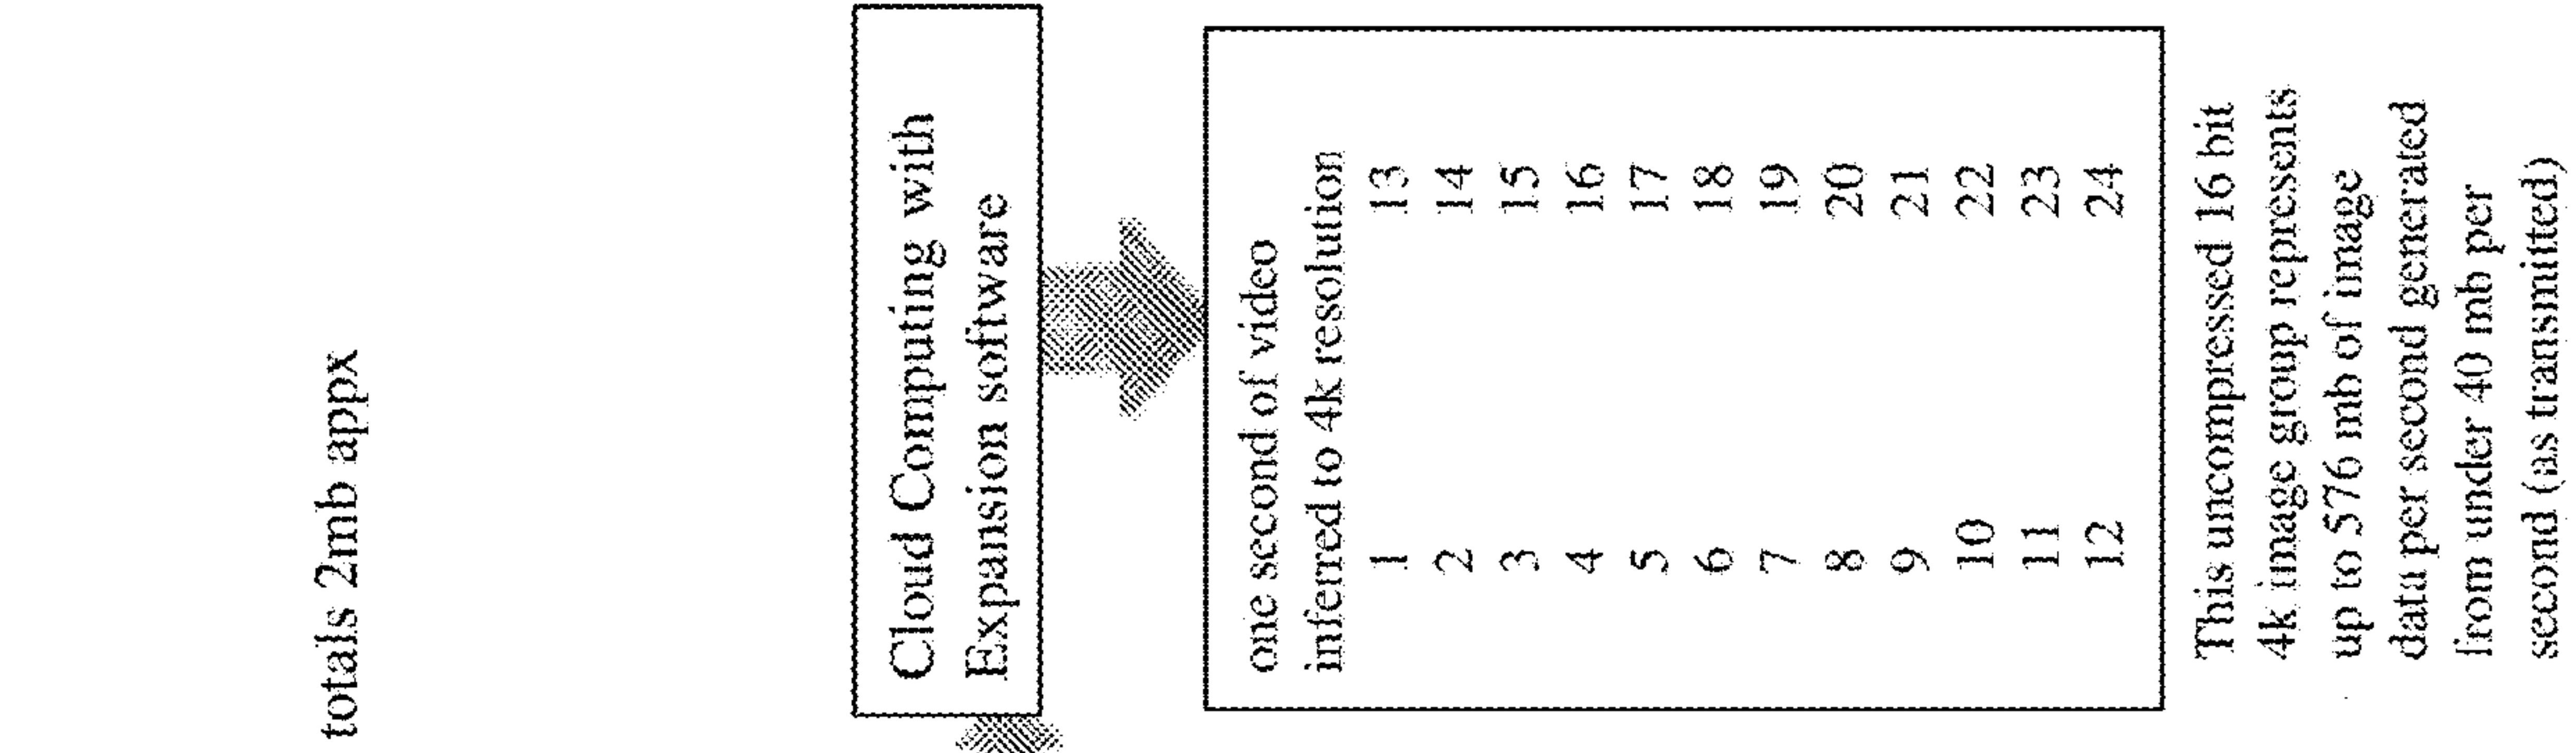 totals 2mb appx
Cloud Computing with
Expansion software
one second of video
inferred to 4k resolution
1 13
2 14
3 15
4 16
5 17
6 18
7 19
8 20
9 21
10 22
11 23
12 24
This uncompressed 16 bit
4k image group represents
up to 576 mb of image
data per second generated
from under 40 mb per
second (as transmitted)